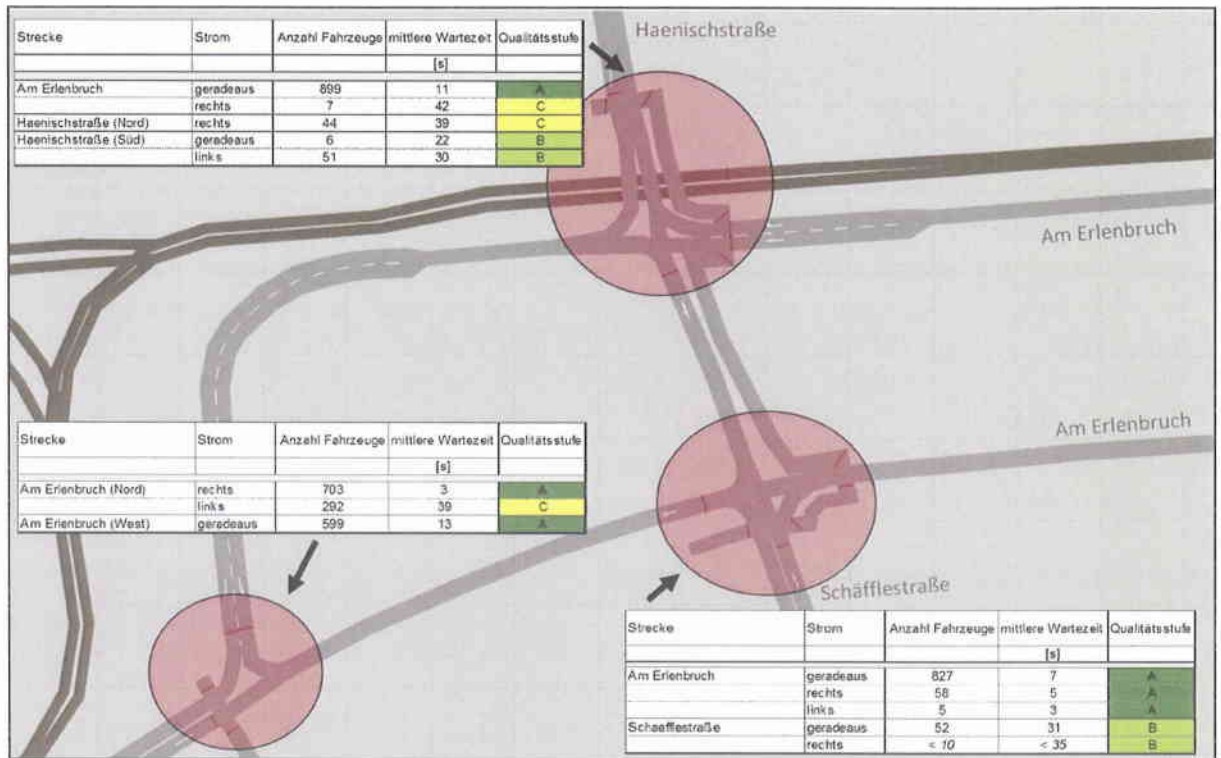 Haenischstraße
Strecke Strom Anzahl Fahrzeuge mittlere Wartezeit Qualitätsstufe
[s]
Am Erlenbruch geradeaus 899 11 A
rechts 7 42 C
Haenischstraße (Nord) rechts 44 39 C
Haenischstraße (Süd) geradeaus 6 22 B
links 51 30 B
Am Erlenbruch
Am Erlenbruch
Strecke Strom Anzahl Fahrzeuge mittlere Wartezeit Qualitätsstufe
[s]
Am Erlenbruch (Nord) rechts 703 3 A
links 292 39 C
Am Erlenbruch (West) geradeaus 599 13 A
Schäfflestraße
Strecke Strom Anzahl Fahrzeuge mittlere Wartezeit Qualitätsstufe
[s]
Am Erlenbruch geradeaus 827 7 A
rechts 58 5 A
links 5 3 A
Schaefflestraße geradeaus 52 31 B
rechts < 10 < 35 B